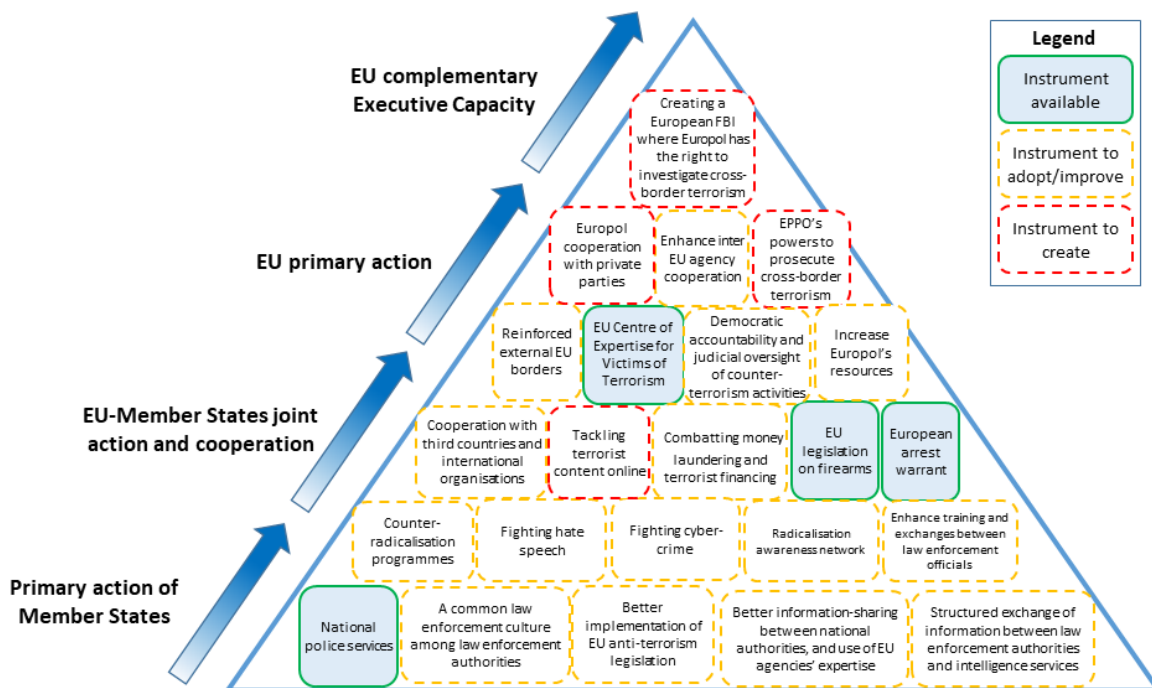 EU complementary
Executive Capacity
EU primary action
EU-Member States joint
action and cooperation
Primary action of
Member States
Legend
Instrument
available
Instrument to
adopt/improve
Instrument to
create
Creating a
European FBI
where Europol has
the right to
investigate cross-
border terrorism
Europol
cooperation
with private
parties
Enhance inter
EU agency
cooperation
EPPO's
powers to
prosecute
cross-border
terrorism
Reinforced
external EU
borders
EU Centre of
Expertise for
Victims of
Terrorism
Democratic
accountability and
judicial oversight
of counter-
terrorism activities
Increase
Europol's
resources
Cooperation with
third countries and
international
organisations
Tackling
terrorist
content online
Combatting money
laundering and
terrorist financing
EU
legislation
on firearms
European
arrest
warrant
Counter-
radicalisation
programmes
Fighting hate
speech
Fighting cyber-
crime
Radicalisation
awareness network
Enhance training and
exchanges between
law enforcement
officials
National
police services
A common law
enforcement culture
among law enforcement
authorities
Better
implementation of
EU anti-terrorism
legislation
Better information-sharing
between national
authorities, and use of EU
agencies' expertise
Structured exchange of
information between law
enforcement authorities
and intelligence services